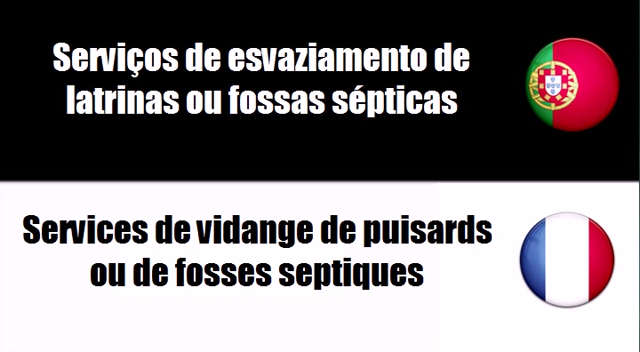 Serviços de esvaziamento de
latrinas ou fossas sépticas
Services de vidange de puisards
ou de fosses septiques